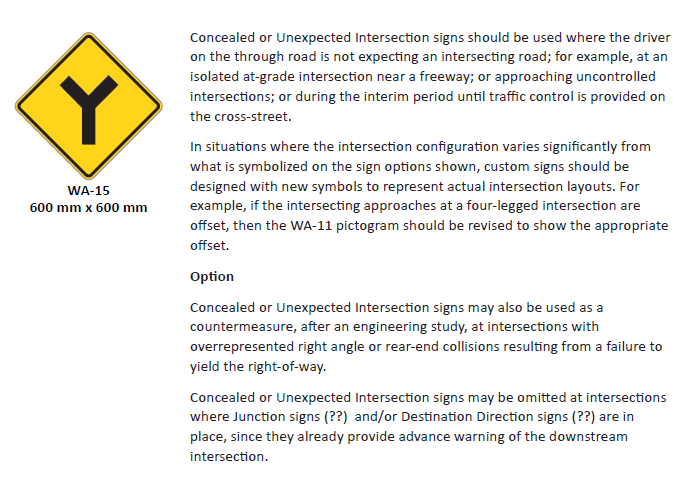 WA-15
600 mm x 600 mm
Concealed or Unexpected Intersection signs should be used where the driver
on the through road is not expecting an intersecting road; for example, at an
isolated at-grade intersection near a freeway; or approaching uncontrolled
intersections; or during the interim period until traffic control is provided on
the cross-street.
In situations where the intersection configuration varies significantly from
what is symbolized on the sign options shown, custom signs should be
designed with new symbols to represent actual intersection layouts. For
example, if the intersecting approaches at a four-legged intersection are
offset, then the WA-11 pictogram should be revised to show the appropriate
offset.
Option
Concealed or Unexpected Intersection signs may also be used as a
countermeasure, after an engineering study, at intersections with
overrepresented right angle or rear-end collisions resulting from a failure to
yield the right-of-way.
Concealed or Unexpected Intersection signs may be omitted at intersections
where Junction signs (??)  and/or Destination Direction signs (??) are in
place, since they already provide advance warning of the downstream
intersection.